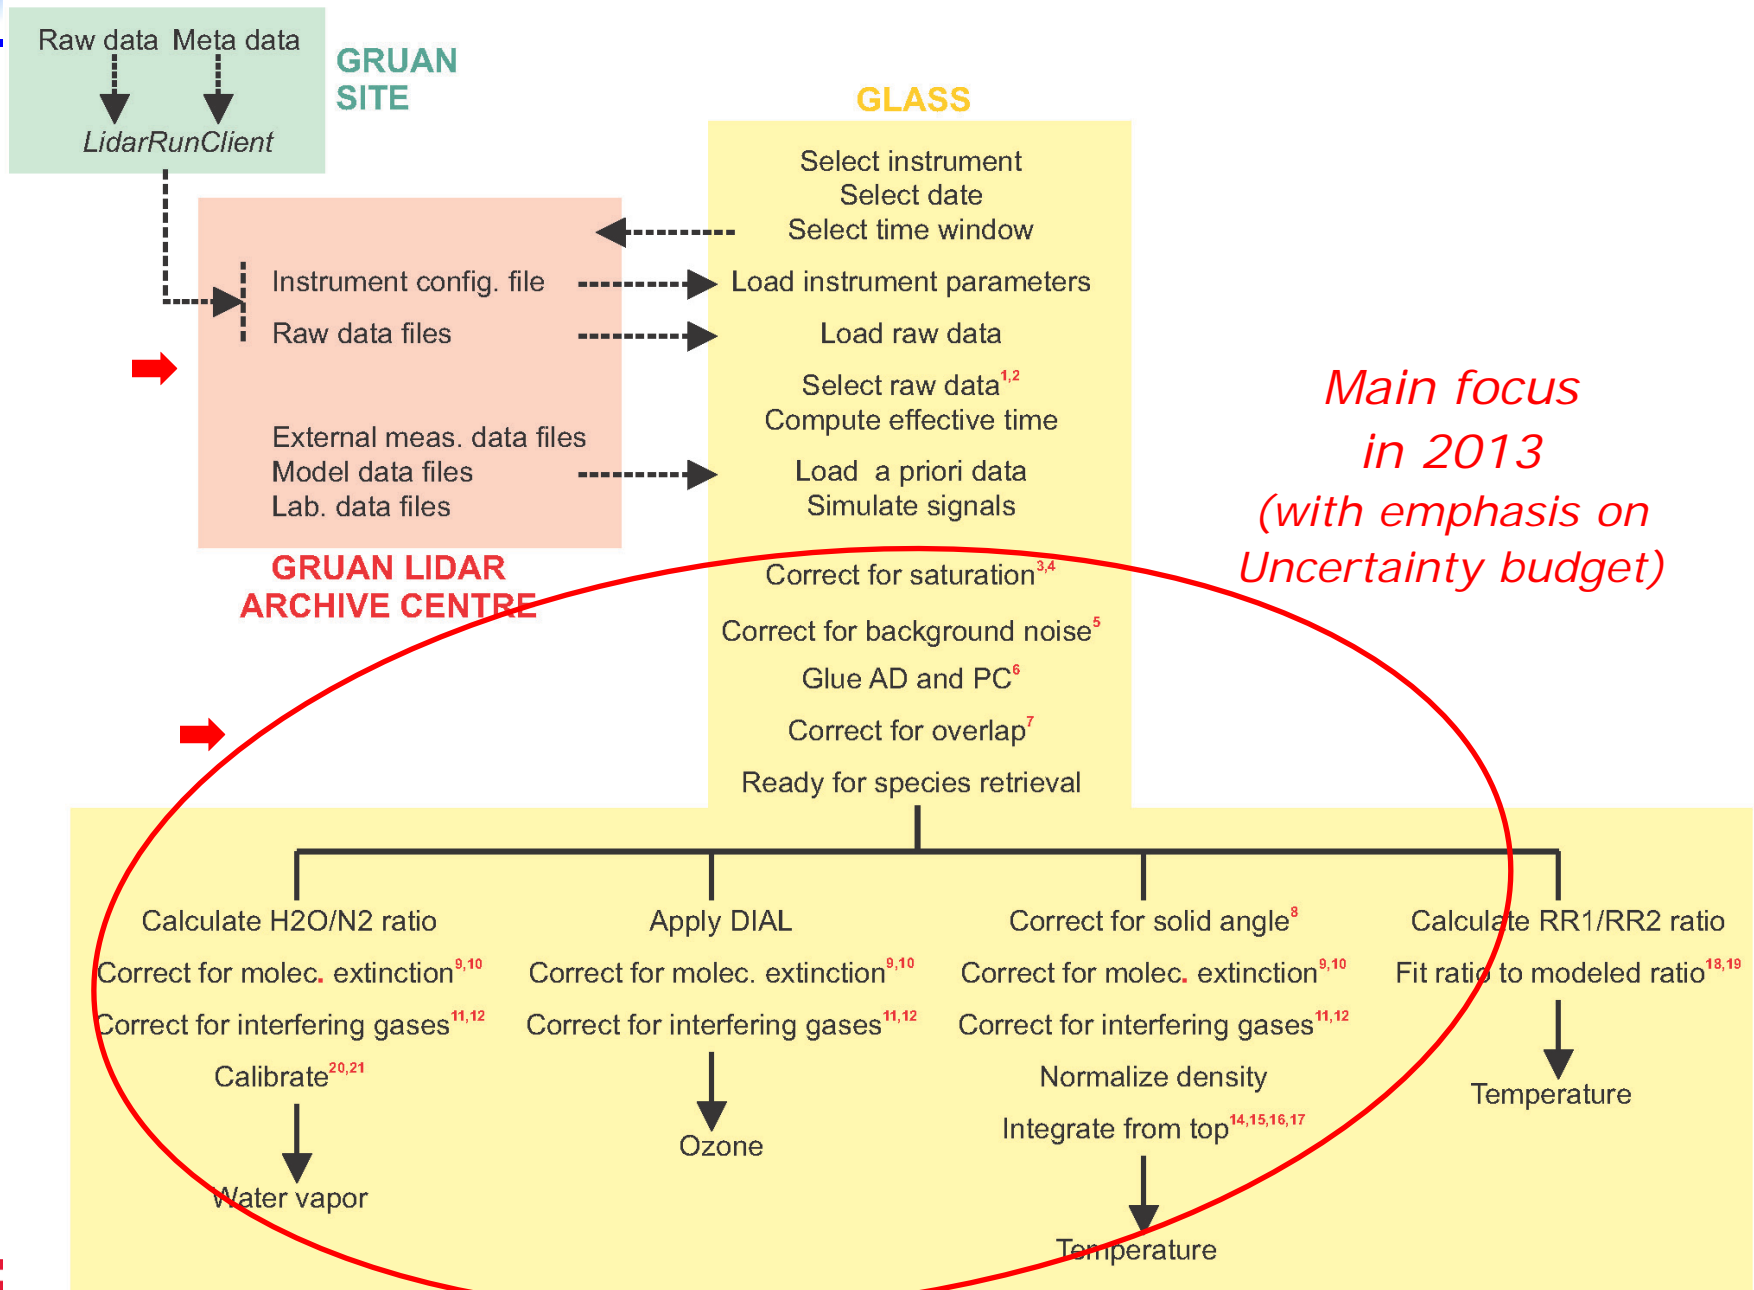 Raw data Meta data
LidarRunClient
GRUAN
SITE
GLASS
Select instrument
Select date
Select time window
Instrument config. file
Load instrument parameters
Raw data files
Load raw data
Select raw data1,2
Compute effective time
External meas. data files
Model data files
Lab. data files
Load a priori data
Simulate signals
GRUAN LIDAR
ARCHIVE CENTRE
Main focus
in 2013
(with emphasis on
Uncertainty budget)
Correct for saturation3,4
Correct for background noise5
Glue AD and PC6
Correct for overlap7
Ready for species retrieval
Calculate H2O/N2 ratio
Correct for molec. extinction9,10
Correct for interfering gases11,12
Calibrate20,21
Water vapor
Apply DIAL
Correct for molec. extinction9,10
Correct for interfering gases11,12
Ozone
Correct for solid angle8
Correct for molec. extinction9,10
Correct for interfering gases11,12
Normalize density
Integrate from top14,15,16,17
Temperature
Calculate RR1/RR2 ratio
Fit ratio to modeled ratio18,19
Temperature